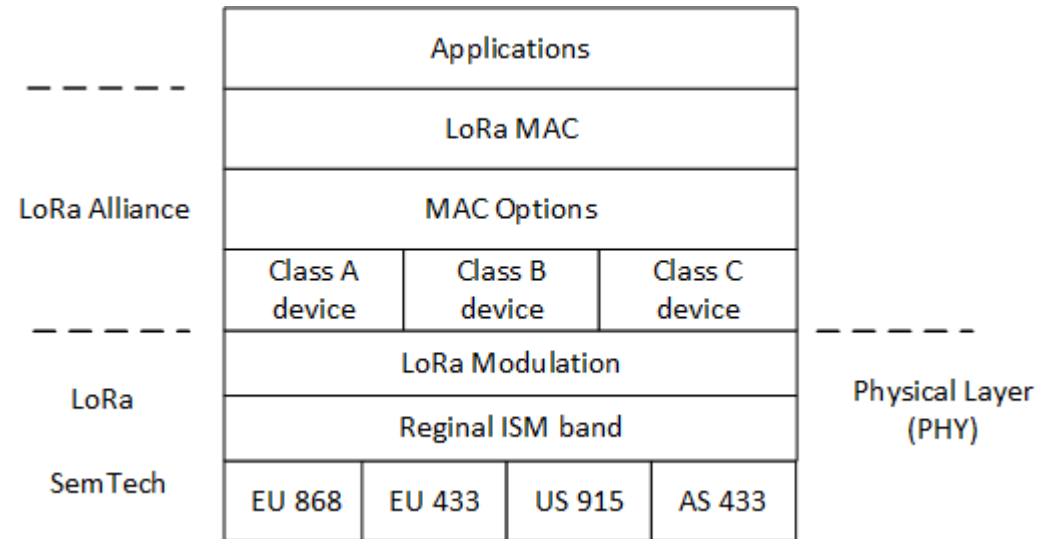 Applications
LoRa MAC
LoRa Alliance
MAC Options
Class A
device
Class B
device
Class C
device
LoRa Modulation
LoRa
Physical Layer
(PHY)
Reginal ISM band
SemTech
EU 868
EU 433
US 915
AS 433